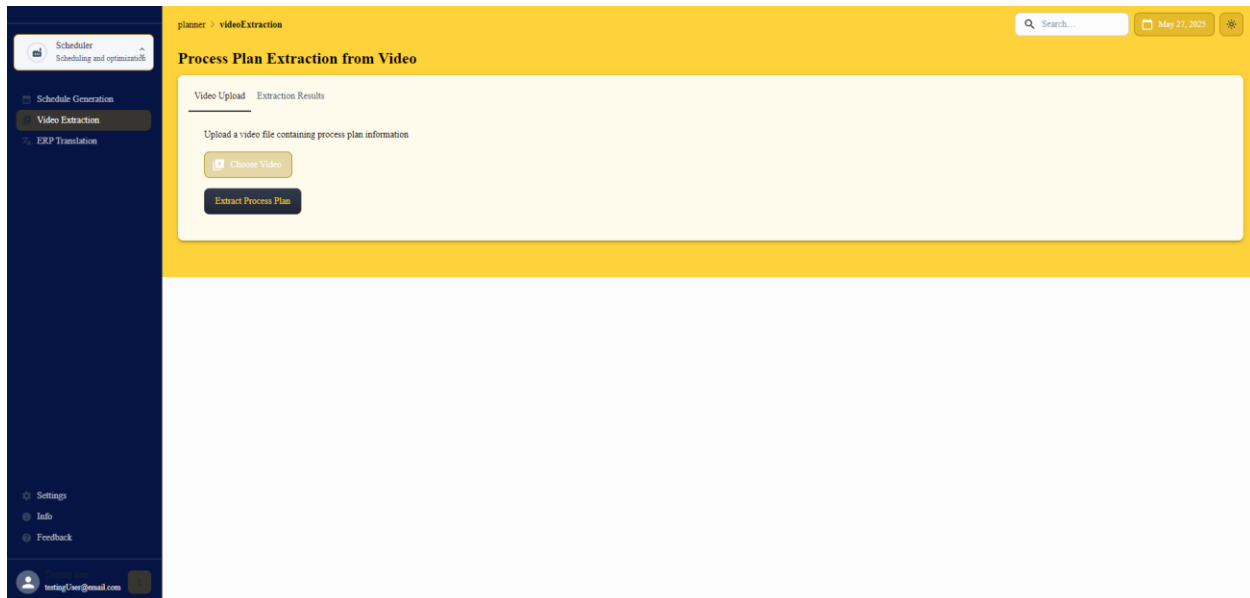 planner > videoExtraction
Search...
May 27, 2025
Scheduler
Scheduling and optimizatio
Process Plan Extraction from Video
Video Upload
Extraction Results
Schedule Generation
Video Extraction
ERP Translation
Upload a video file containing process plan information
Choose Video
Extract Process Plan
Settings
Info
Feedback
testingUser@email.com